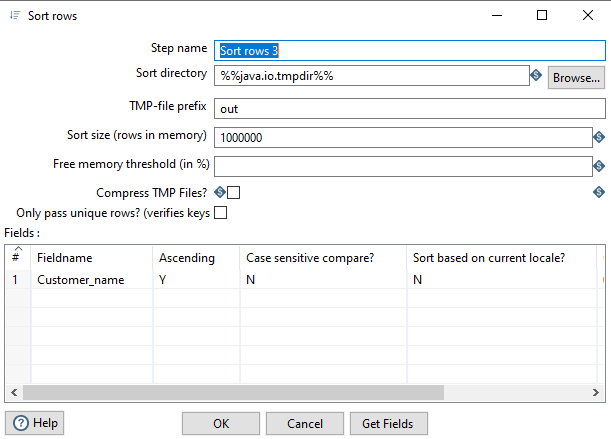 Sort rows
Step name Sort rows 3
Sort directory %%java.io.tmpdir%% Browse...
TMP-file prefix out
Sort size (rows in memory) 1000000
Free memory threshold (in %)
Compress TMP Files?
Only pass unique rows? (verifies keys
Fields :
# Fieldname Ascending Case sensitive compare? Sort based on current locale?
1 Customer_name Y N N
Help OK Cancel Get Fields